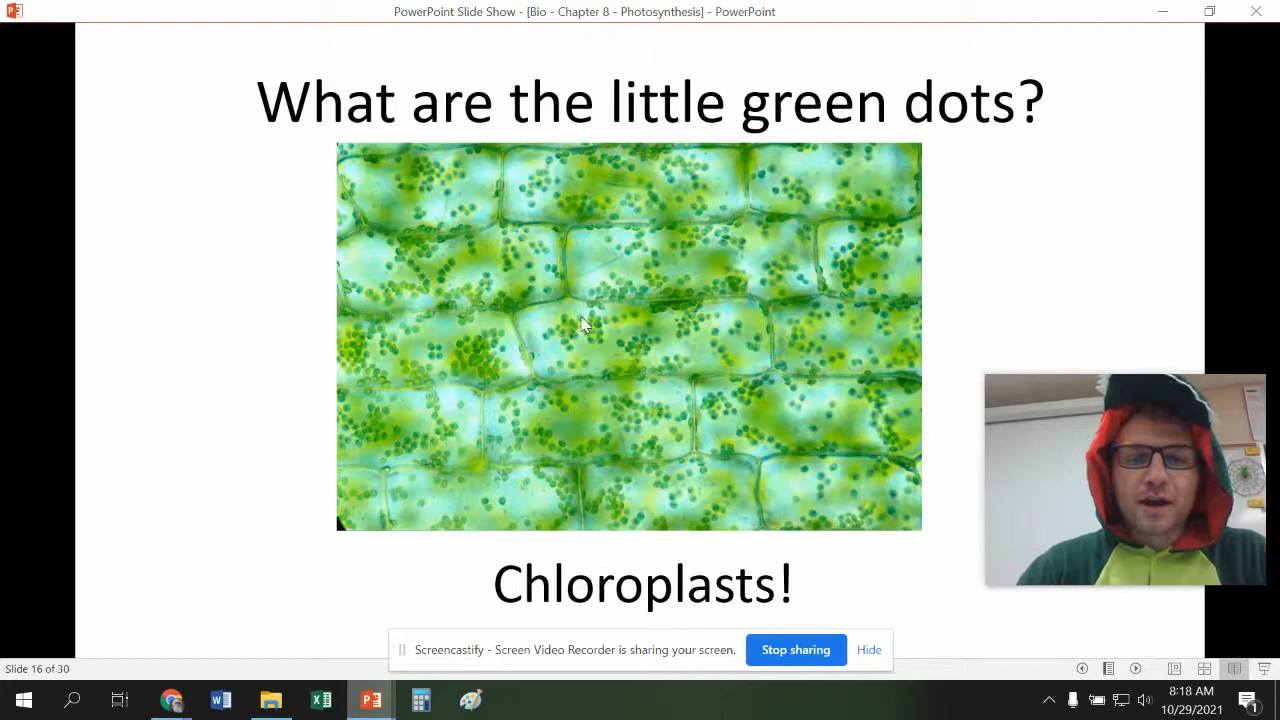 PowerPoint Slide Show - [Bio - Chapter 8 - Photosynthesis] - PowerPoint
What are the little green dots?
Chloroplasts!
Screencastify - Screen Video Recorder is sharing your screen.
Stop sharing
Hide
Slide 16 of 30
8:18 AM
10/29/2021
1